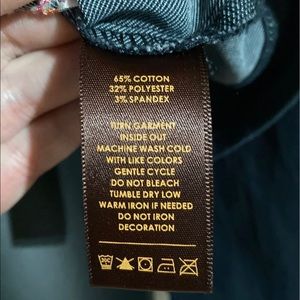 65% COTTON
32% POLYESTER
3% SPANDEX
TURN GARMENT
INSIDE OUT
MACHINE WASH COLD
WITH LIKE COLORS
GENTLE CYCLE
DO NOT BLEACH
TUMBLE DRY LOW
WARM IRON IF NEEDED
DO NOT IRON
DECORATION